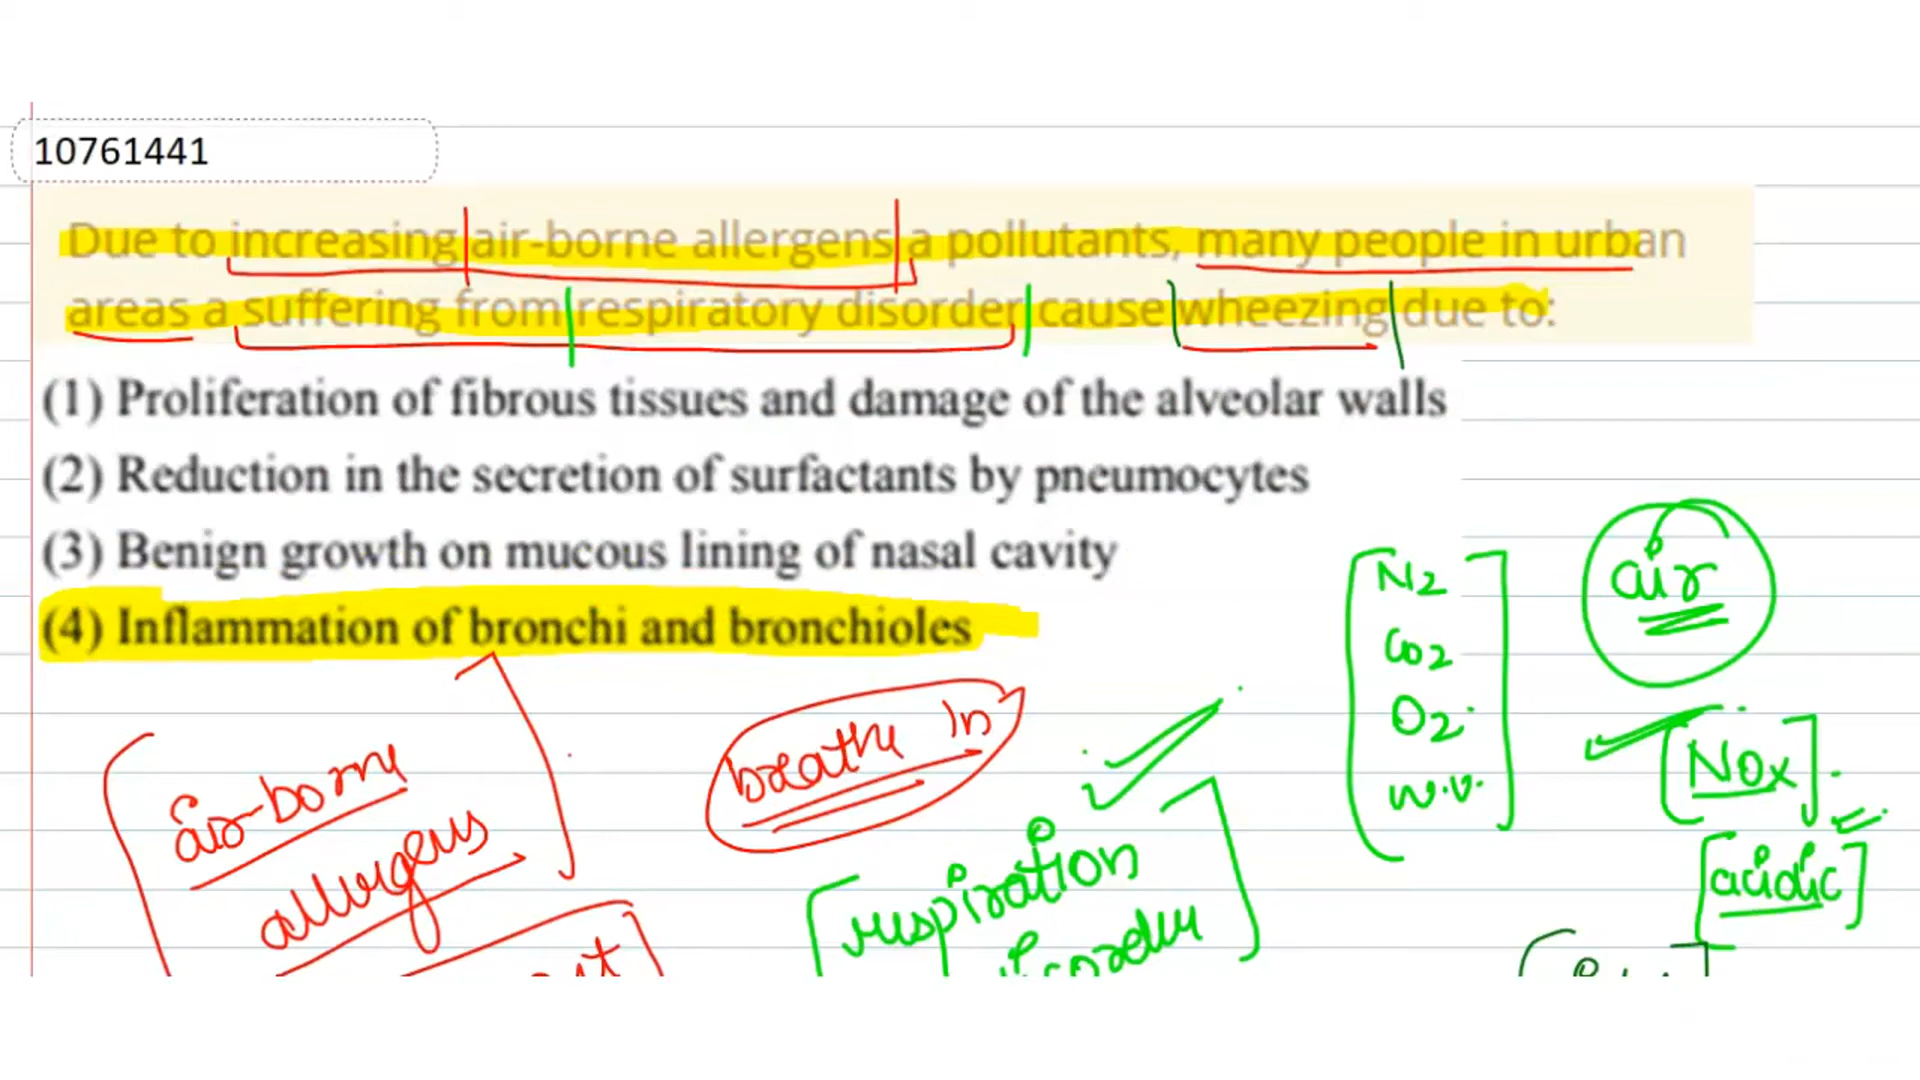 10761441
Due to increasing air-borne allergens a pollutants, many people in urban
areas a suffering from respiratory disorder cause wheezing due to:
(1) Proliferation of fibrous tissues and damage of the alveolar walls
(2) Reduction in the secretion of surfactants by pneumocytes
(3) Benign growth on mucous lining of nasal cavity
(4) Inflammation of bronchi and bronchioles
air-borne
allergens
breathe in
respiration
N2
CO2
O2
W.V.
air
NOx
acidic